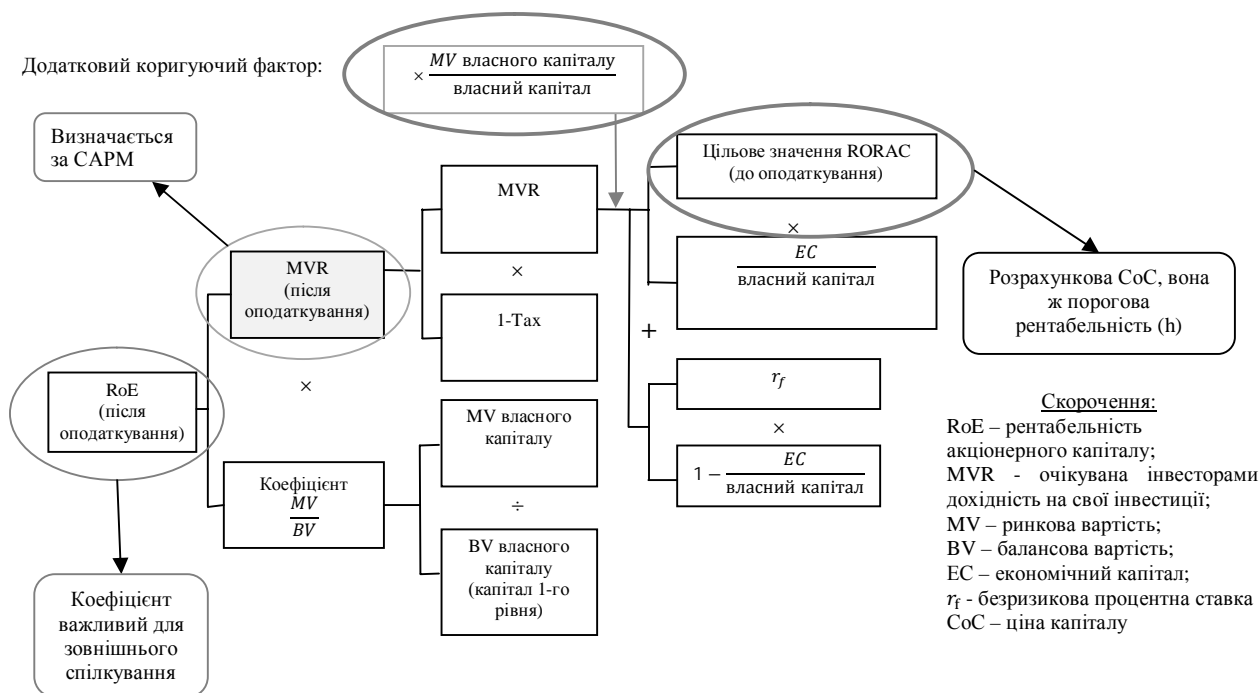 Додатковий коригуючий фактор:
× MV власного капіталу
власний капітал
Визначається
за CAPM
MVR
Цільове значення RORAC
(до оподаткування)
×
EC
власний капітал
MVR
(після
оподаткування)
×
1-Tax
Розрахункова CoC, вона
ж порогова
рентабельність (h)
+
RoE
(після
оподаткування)
×
r_f
×
1 − EC
власний капітал
MV власного
капіталу
÷
BV власного
капіталу
(капітал 1-го
рівня)
Коефіцієнт
MV
BV
Коефіцієнт
важливий для
зовнішнього
спілкування
Скорочення:
RoE – рентабельність
акціонерного капіталу;
MVR - очікувана інвесторами
дохідність на свої інвестиції;
MV – ринкова вартість;
BV – балансова вартість;
EC – економічний капітал;
r_f - безризикова процентна ставка
CoC – ціна капіталу